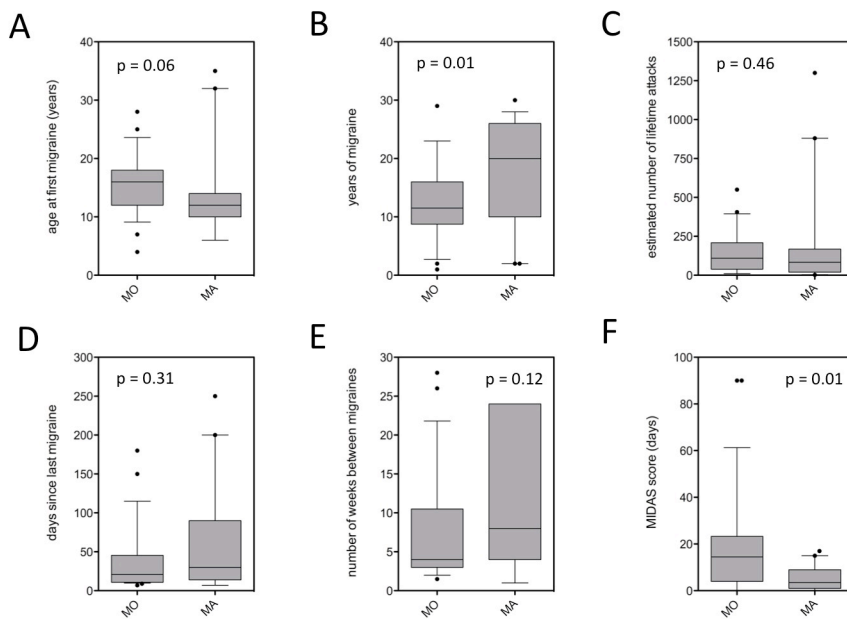 A
age at first migraine (years)
40
30
20
10
0
p = 0.06
MO
MA
B
years of migraine
40
30
20
10
0
p = 0.01
MO
MA
C
estimated number of lifetime attacks
1500
1250
1000
750
500
250
0
p = 0.46
MO
MA
D
days since last migraine
300
250
200
150
100
50
0
p = 0.31
MO
MA
E
number of weeks between migraines
30
25
20
15
10
5
0
p = 0.12
MO
MA
F
MIDAS score (days)
100
80
60
40
20
0
p = 0.01
MO
MA